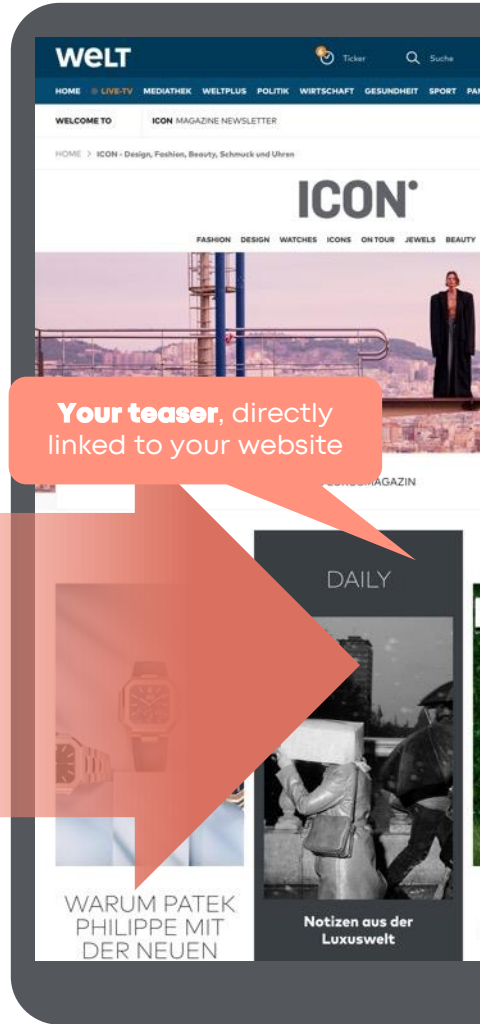 welt
6
Ticker
Suche
HOME LIVE-TV MEDIATHEK WELTPLUS POLITIK WIRTSCHAFT GESUNDHEIT SPORT
WELCOME TO ICON MAGAZINE NEWSLETTER
HOME > ICON - Design, Fashion, Beauty, Schmuck und Uhren
ICON
FASHION DESIGN WATCHES ICONS ON TOUR JEWELS BEAUTY
Your teaser, directly
linked to your website
MAGAZIN
DAILY
WARUM PATEK
PHILIPPE MIT
DER NEUEN
Notizen aus der
Luxuswelt